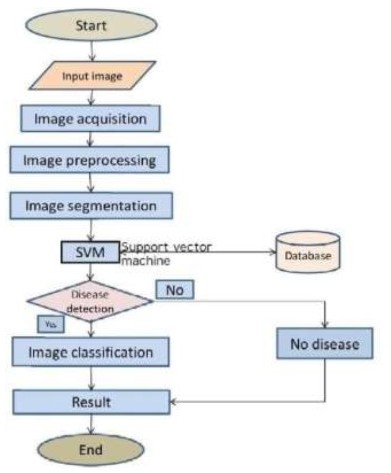 Start
Input image
Image acquisition
Image preprocessing
Image segmentation
SVM
Support vector
machine
Database
Disease
detection
No
Yes
Image classification
No disease
Result
End